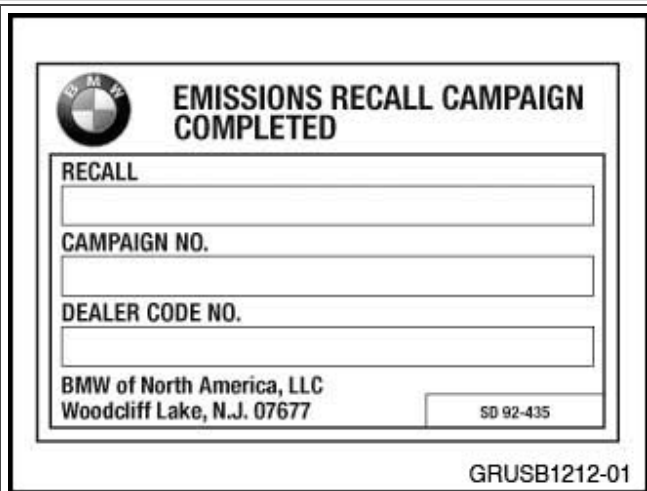 BMW
EMISSIONS RECALL CAMPAIGN
COMPLETED
RECALL
CAMPAIGN NO.
DEALER CODE NO.
BMW of North America, LLC
Woodcliff Lake, N.J. 07677
SD 92-435
GRUSB1212-01